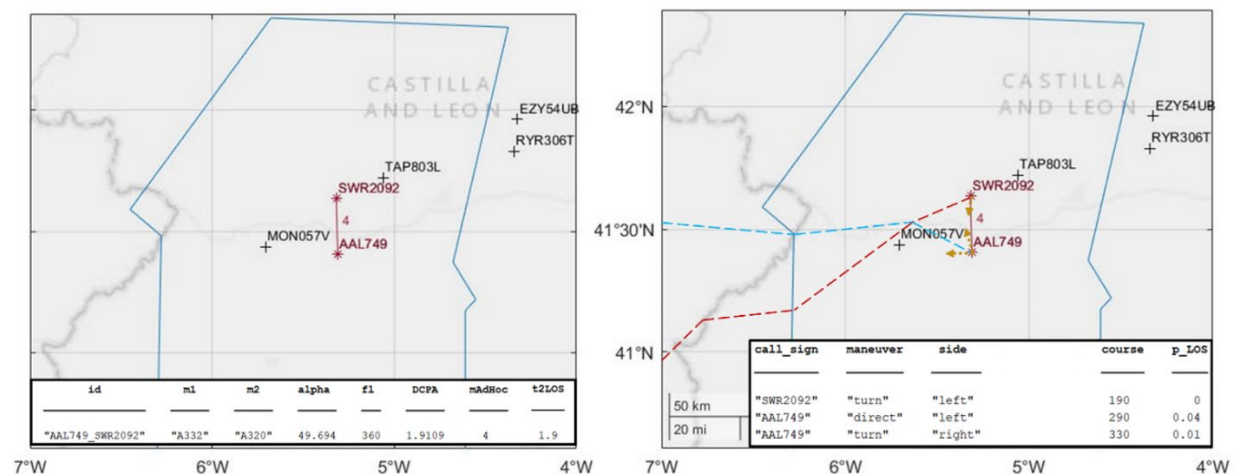 CASTILLA
AND LEON
EZY54UB
RYR306T
TAP803L
SWR2092
4
MON057V
AAL749
id m1 m2 alpha fl DCPA mAdHoc t2LOS
"AAL749_SWR2092" "A332" "A320" 49.694 360 1.9109 4 1.9
7°W 6°W 5°W 4°W
CASTILLA
AND LEON
42°N
EZY54UB
RYR306T
TAP803L
SWR2092
4
41°30'N
MON057V
AAL749
41°N
call_sign maneuver side course p_LOS
"SWR2092" "turn" "left" 190 0
"AAL749" "direct" "left" 290 0.04
"AAL749" "turn" "right" 330 0.01
50 km
20 mi
7°W 6°W 5°W 4°W